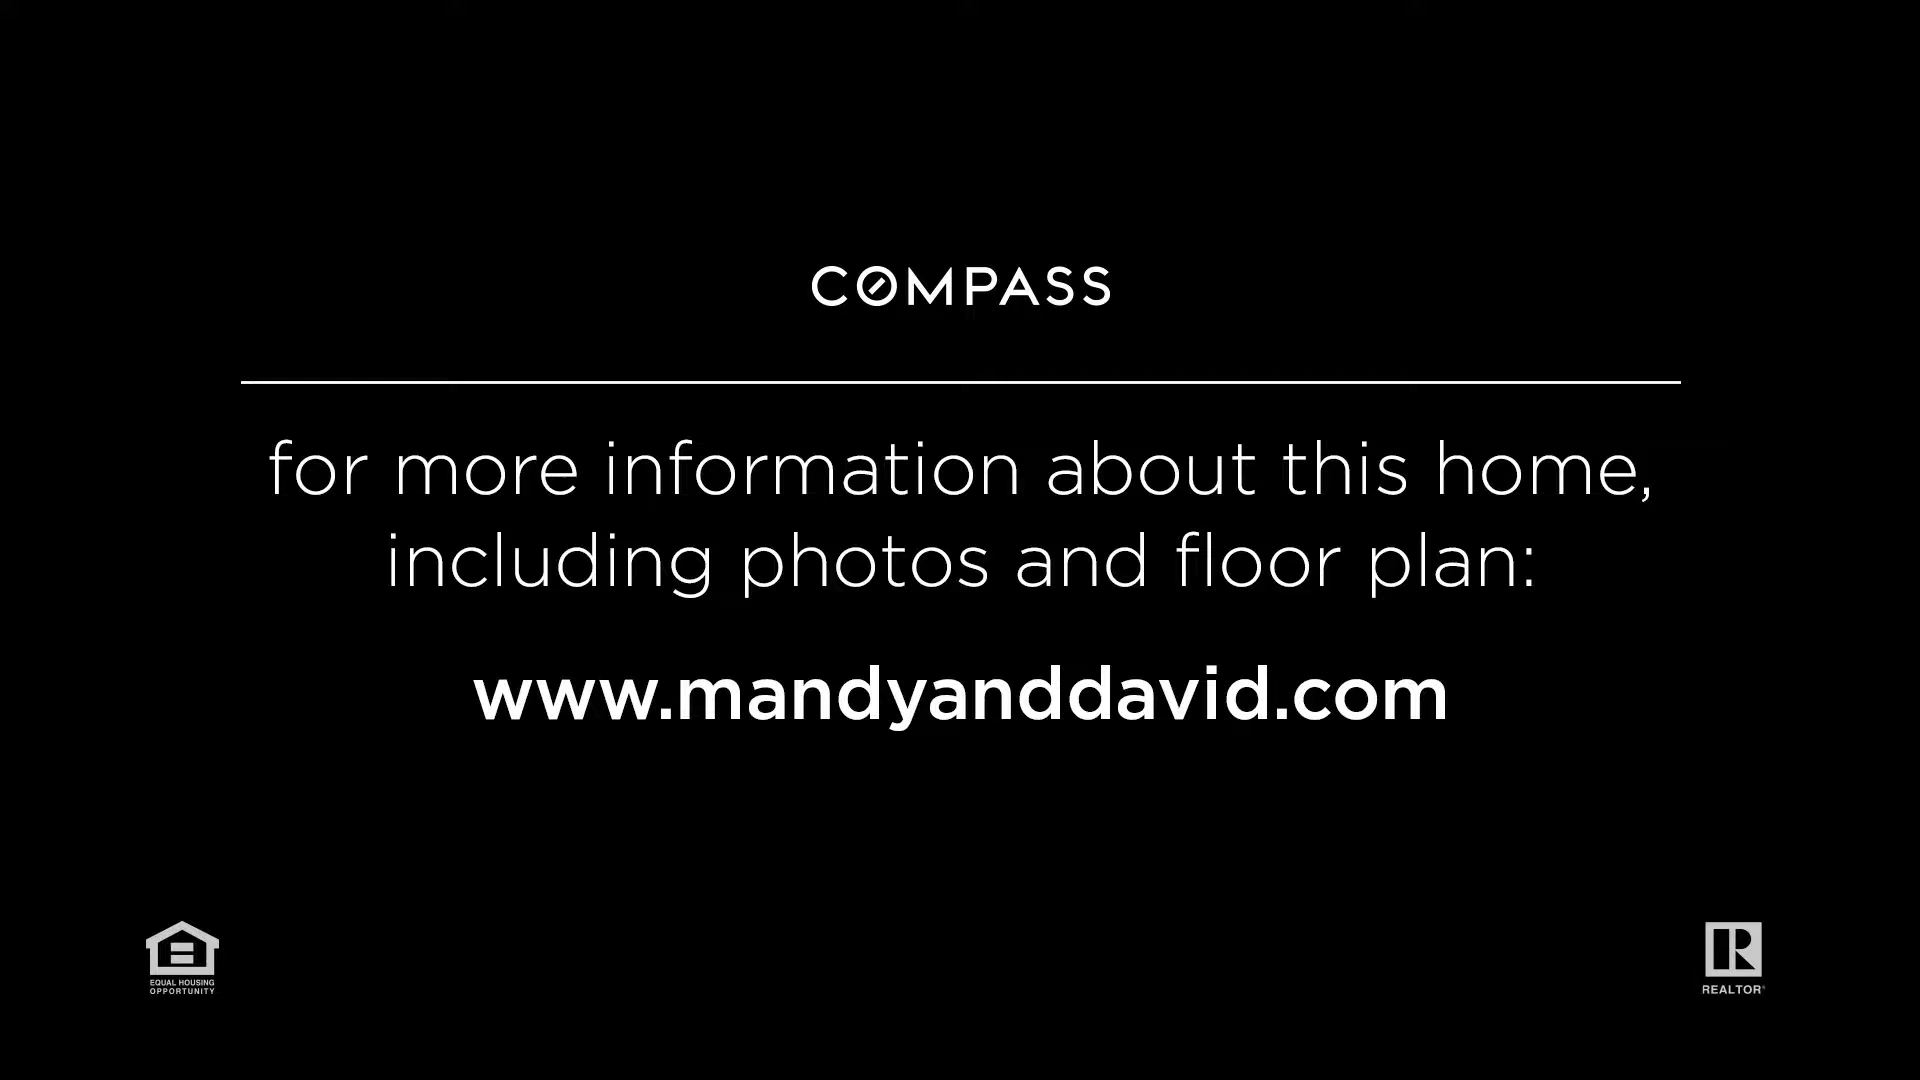 COMPASS
for more information about this home,
including photos and floor plan:
www.mandyanddavid.com
EQUAL HOUSING
OPPORTUNITY
REALTOR®